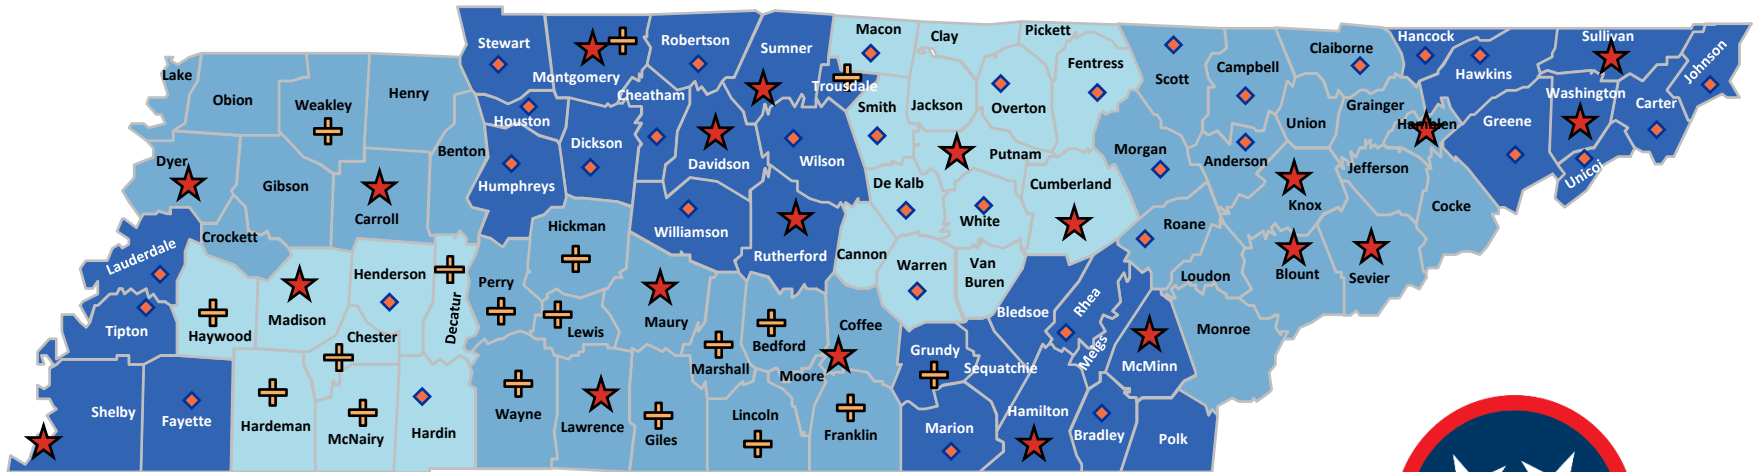 Lake
Obion
Weakley
Henry
Dyer
Gibson
Carroll
Benton
Crockett
Lauderdale
Tipton
Haywood
Madison
Henderson
Decatur
Chester
Shelby
Fayette
Hardeman
McNairy
Hardin
Stewart
Montgomery
Robertson
Sumner
Trousdale
Houston
Cheatham
Dickson
Humphreys
Davidson
Wilson
Williamson
Rutherford
Hickman
Perry
Lewis
Maury
Marshall
Bedford
Moore
Coffee
Wayne
Lawrence
Giles
Lincoln
Franklin
Macon
Clay
Pickett
Smith
Jackson
Overton
Fentress
Putnam
De Kalb
White
Cumberland
Cannon
Warren
Van
Buren
Grundy
Sequatchie
Bledsoe
Rhea
Meigs
McMinn
Marion
Hamilton
Bradley
Polk
Scott
Campbell
Claiborne
Hancock
Hawkins
Sullivan
Johnson
Grainger
Union
Hamblen
Washington
Carter
Greene
Unicoi
Morgan
Anderson
Jefferson
Knox
Cocke
Roane
Loudon
Blount
Sevier
Monroe